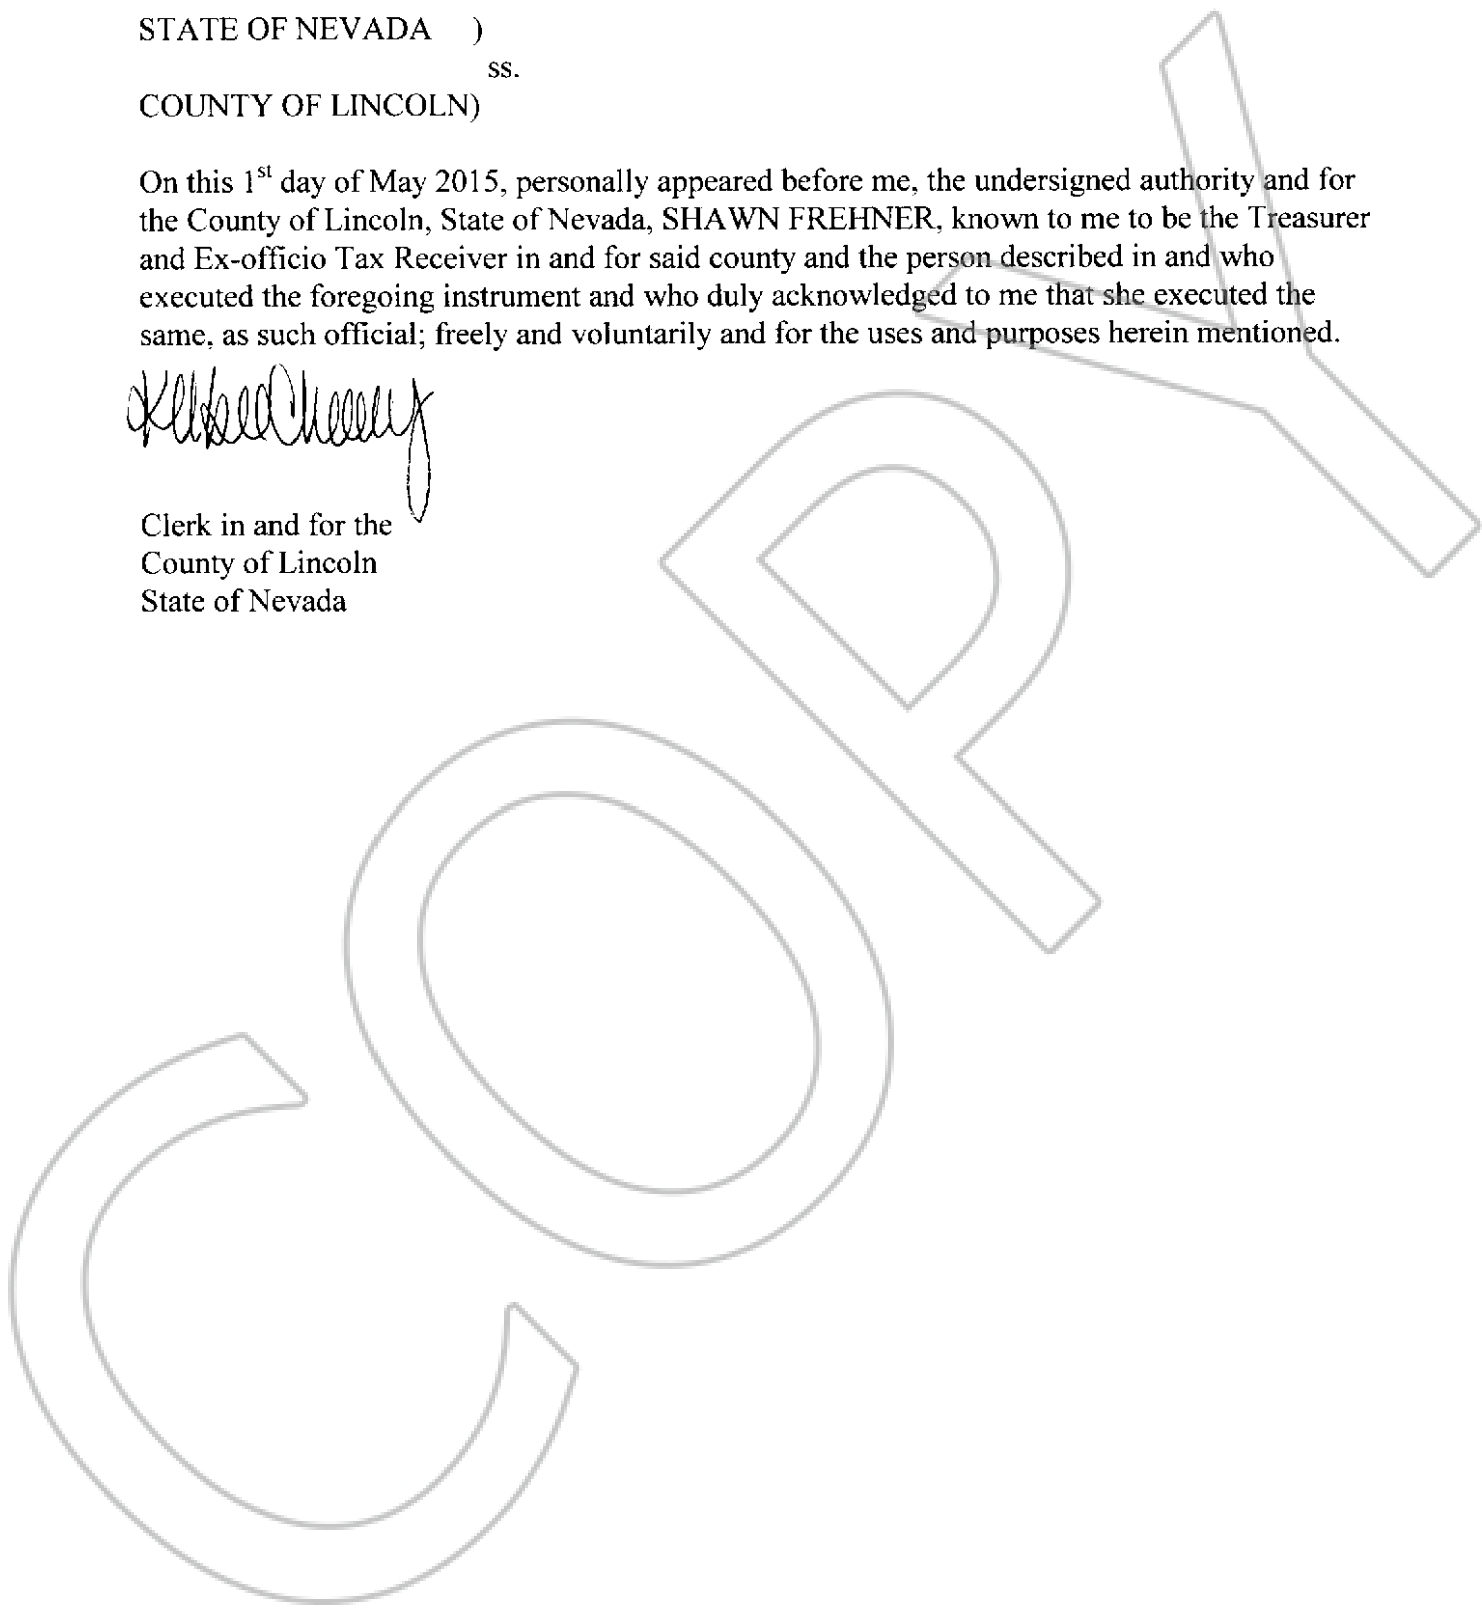 STATE OF NEVADA )
ss.
COUNTY OF LINCOLN)
On this 1st day of May 2015, personally appeared before me, the undersigned authority and for
the County of Lincoln, State of Nevada, SHAWN FREHNER, known to me to be the Treasurer
and Ex-officio Tax Receiver in and for said county and the person described in and who
executed the foregoing instrument and who duly acknowledged to me that she executed the
same, as such official; freely and voluntarily and for the uses and purposes herein mentioned.
Clerk in and for the
County of Lincoln
State of Nevada
COPY